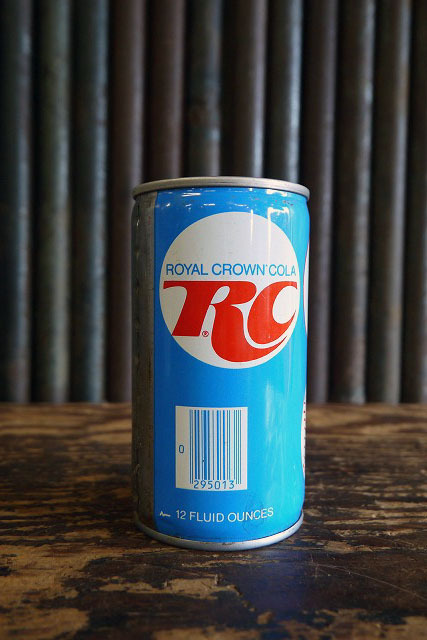 ROYAL CROWN COLA
RC®
0
295013
12 FLUID OUNCES